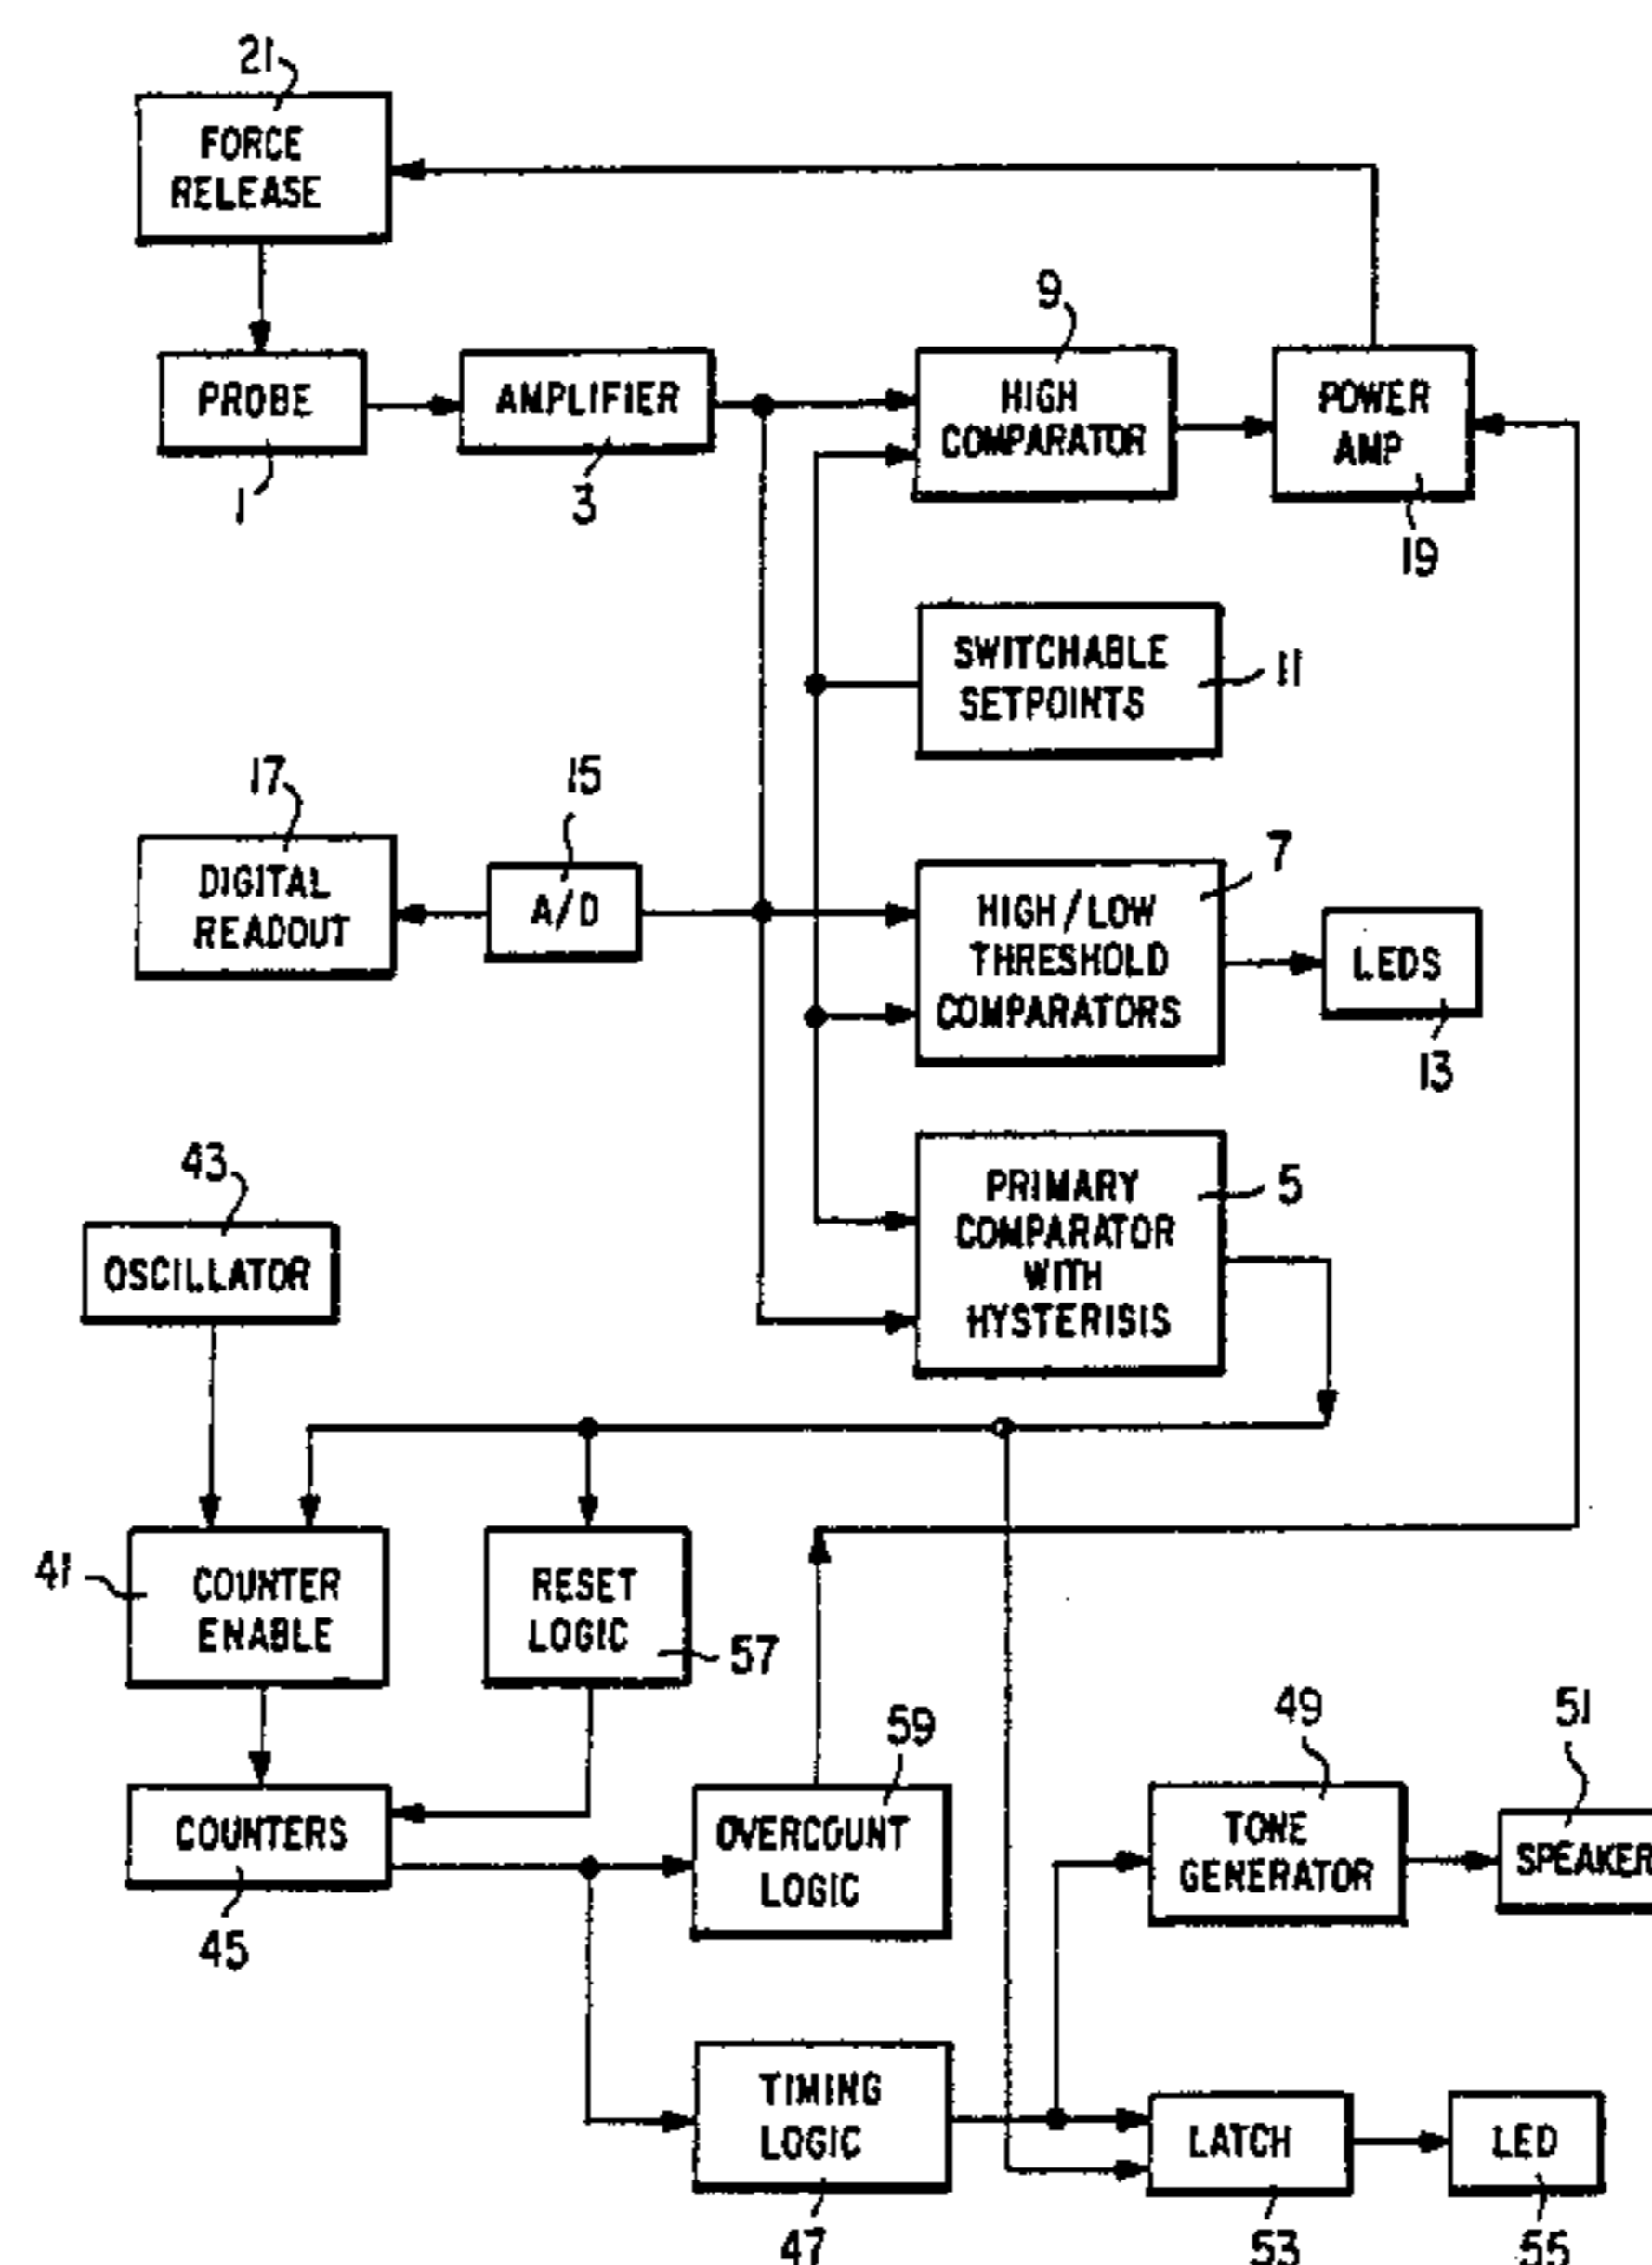 21
FORCE
RELEASE
9
PROBE
AMPLIFIER
HIGH
COMPARATOR
POWER
AMP
1
3
19
SWITCHABLE
SETPOINTS
11
17
15
7
DIGITAL
READOUT
A/D
HIGH/LOW
THRESHOLD
COMPARATORS
LEDS
13
43
OSCILLATOR
PRIMARY
COMPARATOR
WITH
HYSTERISIS
5
41
COUNTER
ENABLE
RESET
LOGIC
57
59
49
51
COUNTERS
OVERCOUNT
LOGIC
TONE
GENERATOR
SPEAKER
45
TIMING
LOGIC
LATCH
LED
47
53
55